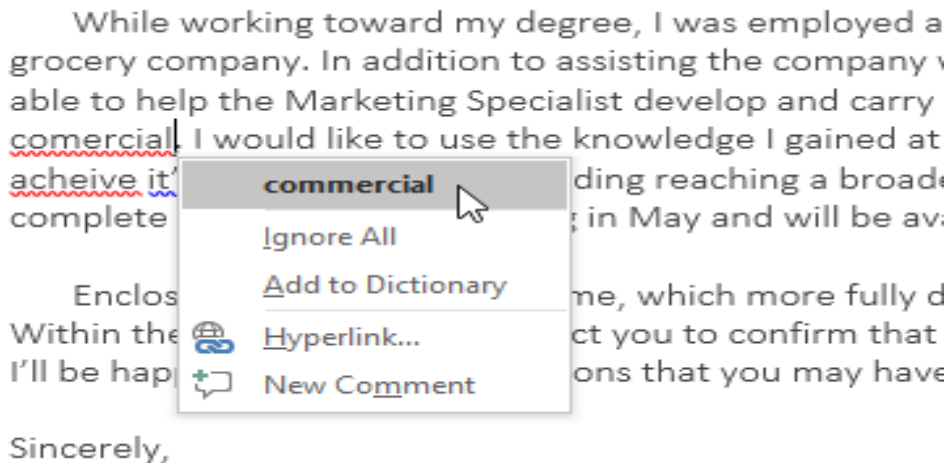 While working toward my degree, I was employed a
grocery company. In addition to assisting the company
able to help the Marketing Specialist develop and carry
comercial. I would like to use the knowledge I gained at
acheive it' ding reaching a broade
complete in May and will be ava
commercial
Ignore All
Add to Dictionary
Hyperlink...
New Comment
Enclos me, which more fully d
Within the ct you to confirm that
I'll be hap ons that you may have
Sincerely,